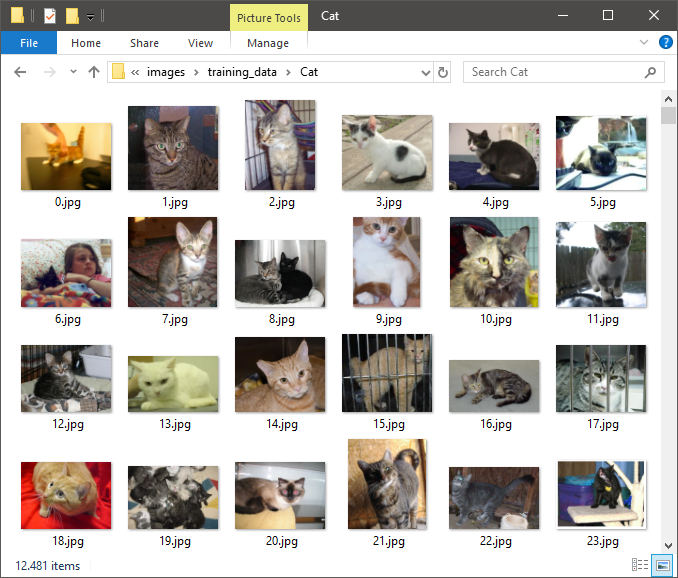 Picture Tools Cat
File Home Share View Manage
« images › training_data › Cat Search Cat
0.jpg 1.jpg 2.jpg 3.jpg 4.jpg 5.jpg
6.jpg 7.jpg 8.jpg 9.jpg 10.jpg 11.jpg
12.jpg 13.jpg 14.jpg 15.jpg 16.jpg 17.jpg
18.jpg 19.jpg 20.jpg 21.jpg 22.jpg 23.jpg
12.481 items